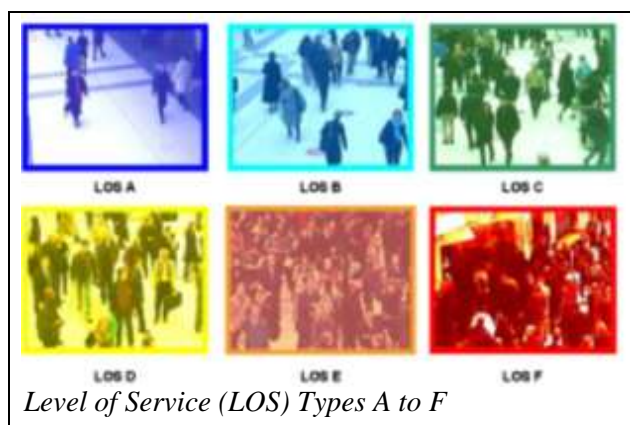 LOS A LOS B LOS C
LOS D LOS E LOS F
Level of Service (LOS) Types A to F